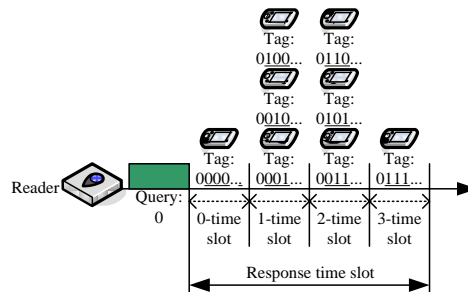 Tag:
0100...
Tag:
0110...
Tag:
0010...
Tag:
0101...
Tag:
0000...
Tag:
0001...
Tag:
0011...
Tag:
0111...
Reader
Query:
0
0-time
slot
1-time
slot
2-time
slot
3-time
slot
Response time slot